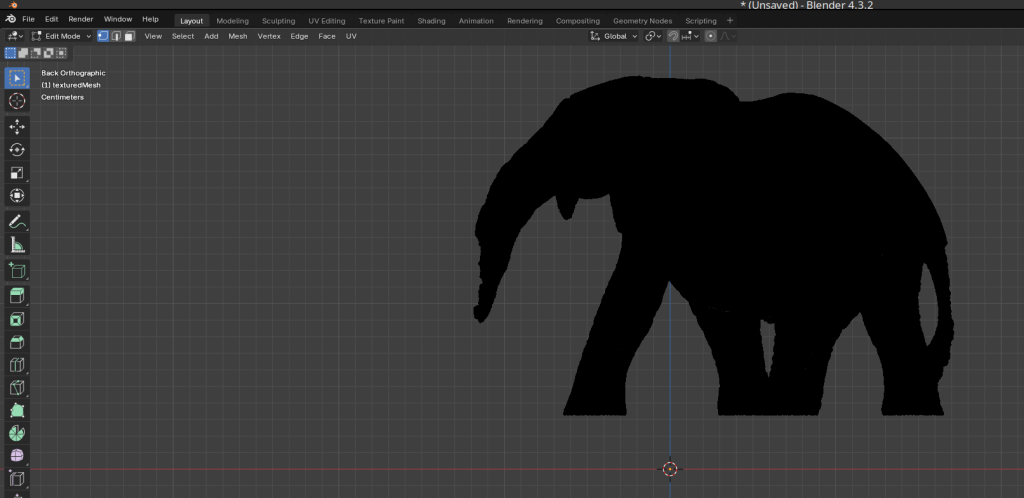 * (Unsaved) - Blender 4.3.2
File Edit Render Window Help Layout Modeling Sculpting UV Editing Texture Paint Shading Animation Rendering Compositing Geometry Nodes Scripting +
Edit Mode View Select Add Mesh Vertex Edge Face UV Global
Back Orthographic
(1) texturedMesh
Centimeters